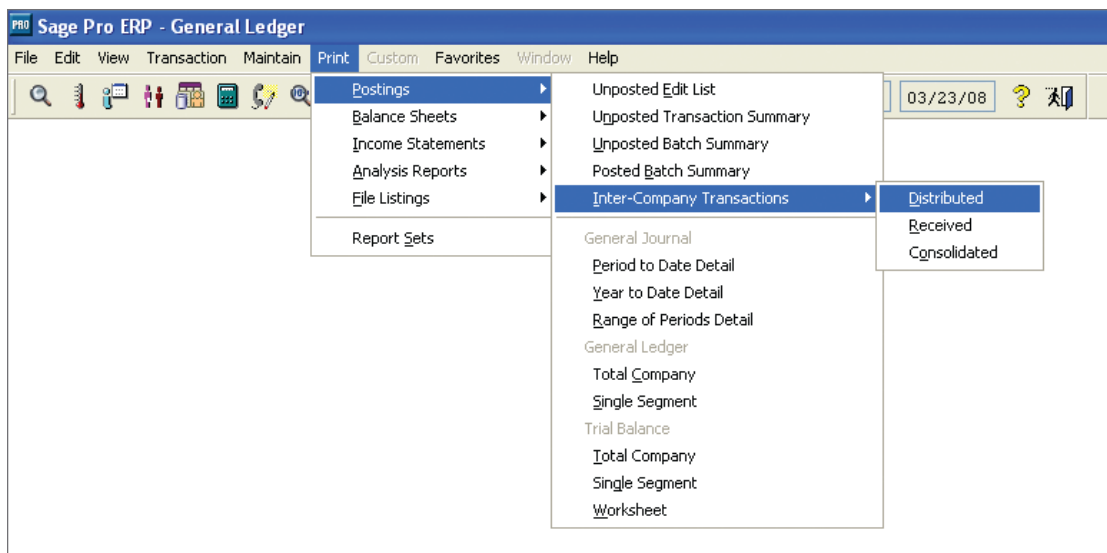 PRO Sage Pro ERP - General Ledger
File Edit View Transaction Maintain Print Custom Favorites Window Help
03/23/08
Postings
Balance Sheets
Income Statements
Analysis Reports
File Listings
Report Sets
Unposted Edit List
Unposted Transaction Summary
Unposted Batch Summary
Posted Batch Summary
Inter-Company Transactions
General Journal
Period to Date Detail
Year to Date Detail
Range of Periods Detail
General Ledger
Total Company
Single Segment
Trial Balance
Total Company
Single Segment
Worksheet
Distributed
Received
Consolidated